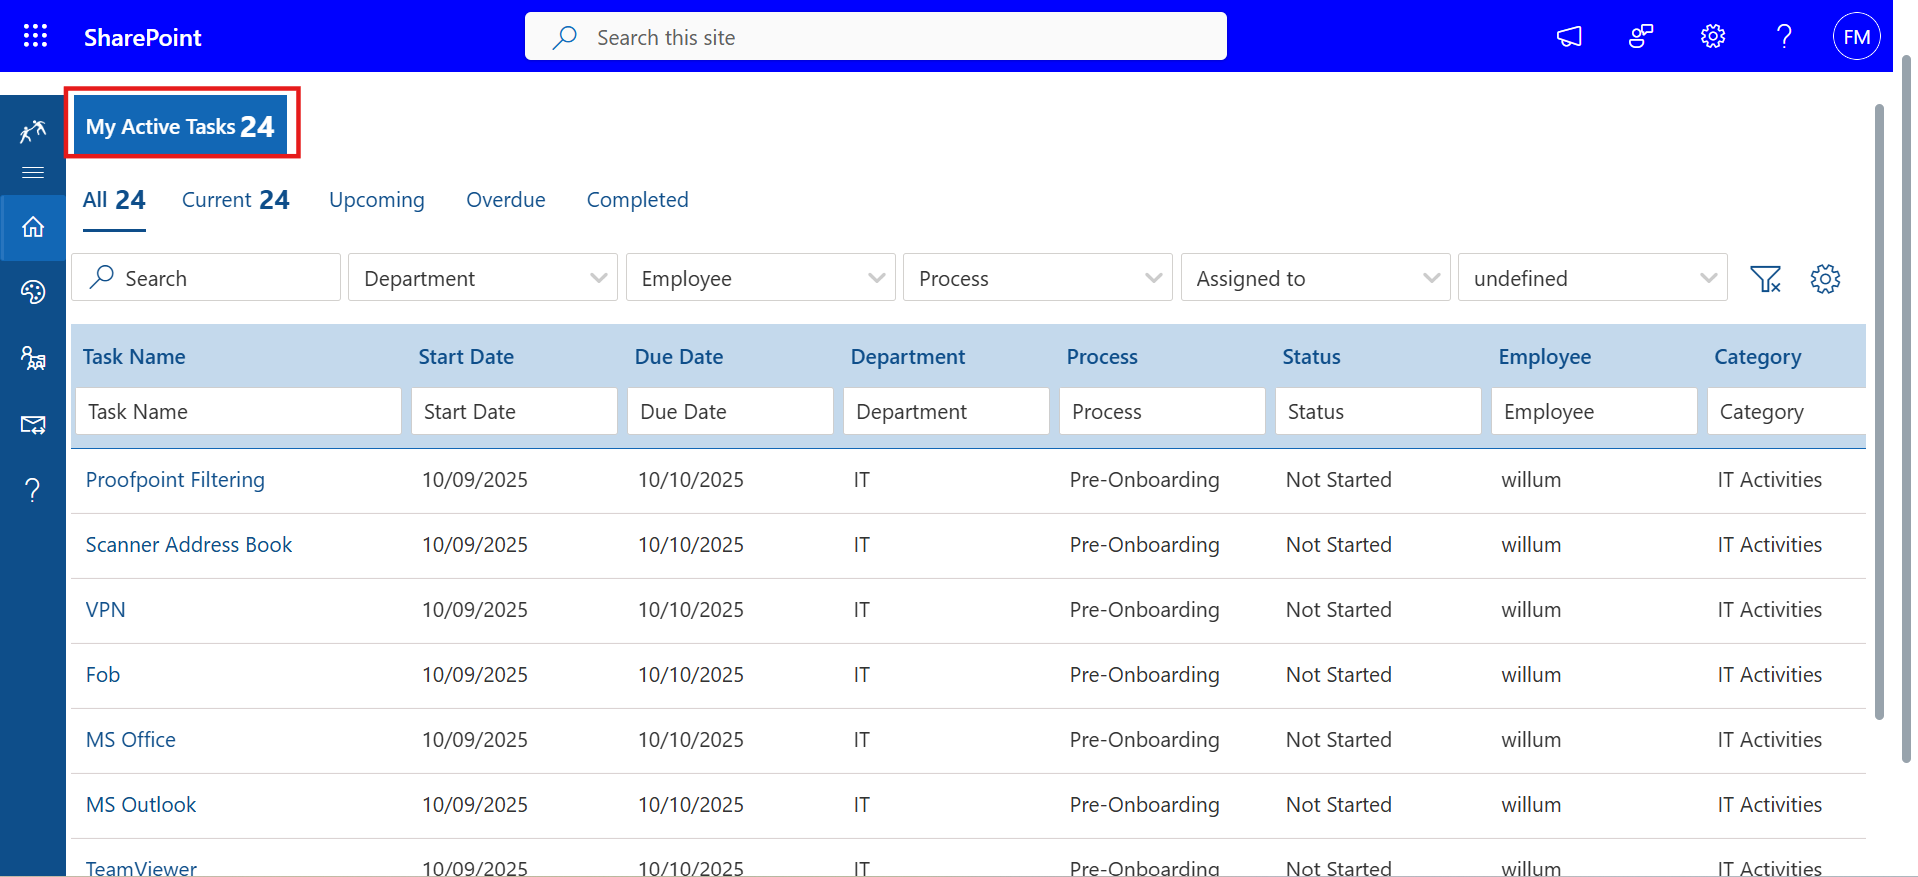 SharePoint
Search this site
FM
My Active Tasks 24
All 24 Current 24 Upcoming Overdue Completed
Search Department Employee Process Assigned to undefined
Task Name Start Date Due Date Department Process Status Employee Category
Task Name Start Date Due Date Department Process Status Employee Category
Proofpoint Filtering 10/09/2025 10/10/2025 IT Pre-Onboarding Not Started willum IT Activities
Scanner Address Book 10/09/2025 10/10/2025 IT Pre-Onboarding Not Started willum IT Activities
VPN 10/09/2025 10/10/2025 IT Pre-Onboarding Not Started willum IT Activities
Fob 10/09/2025 10/10/2025 IT Pre-Onboarding Not Started willum IT Activities
MS Office 10/09/2025 10/10/2025 IT Pre-Onboarding Not Started willum IT Activities
MS Outlook 10/09/2025 10/10/2025 IT Pre-Onboarding Not Started willum IT Activities
TeamViewer 10/09/2025 10/10/2025 IT Pre-Onboarding Not Started willum IT Activities